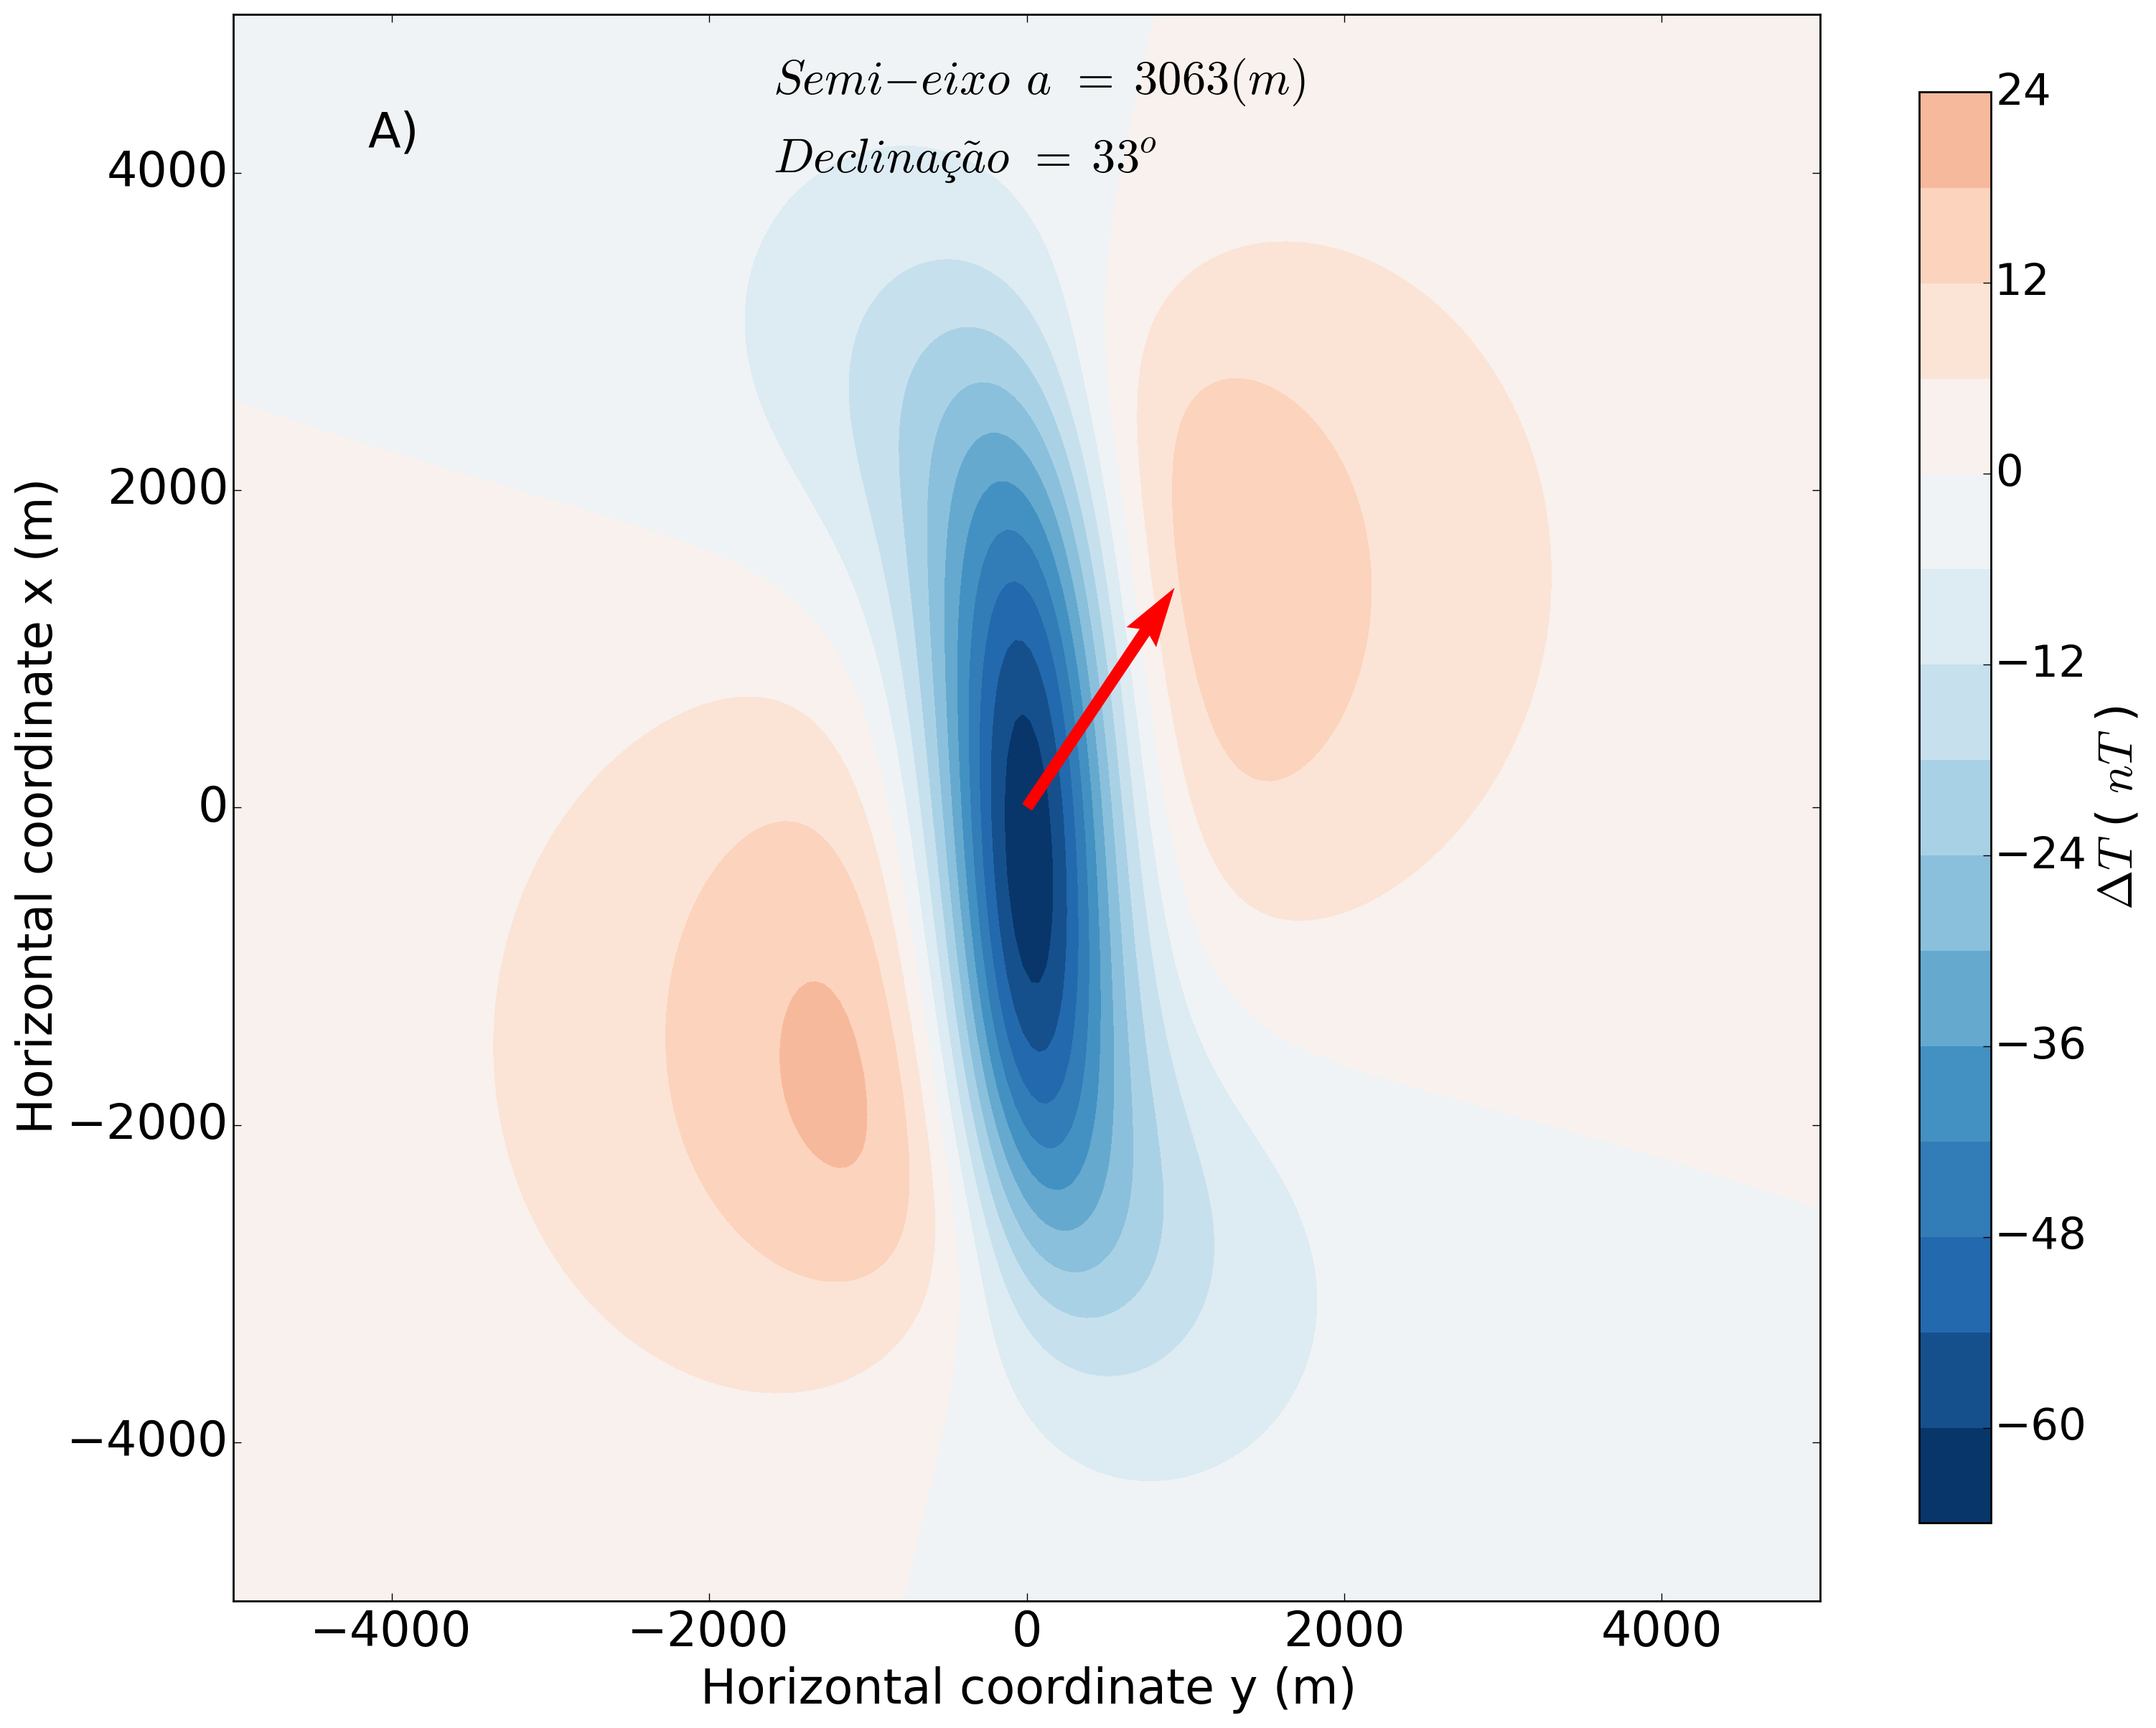 Semi−eixo a = 3063(m)
A)
Declinação = 33º
Horizontal coordinate x (m)
4000
2000
0
−2000
−4000
−4000 −2000 0 2000 4000
Horizontal coordinate y (m)
24
12
0
−12
−24
−36
−48
−60
ΔT ( nT )